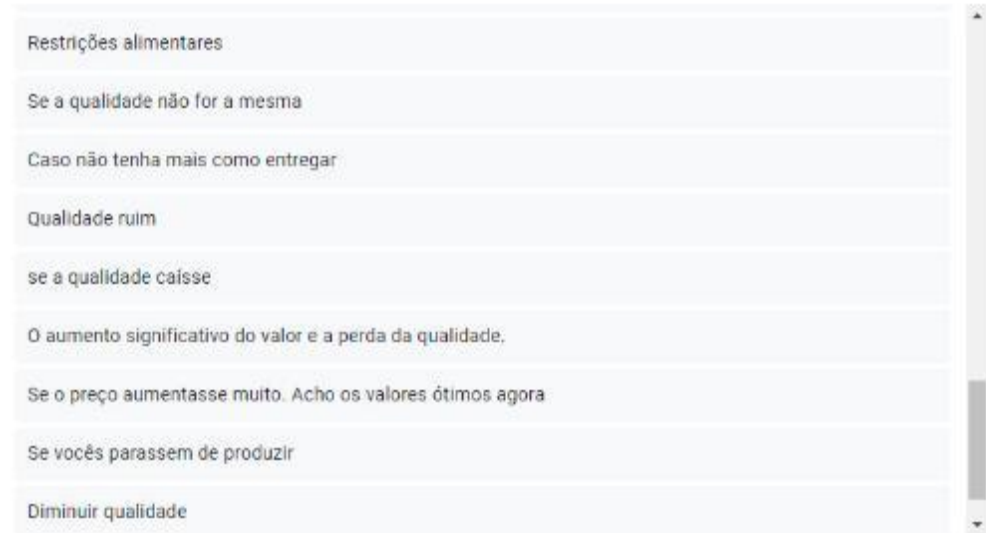 Restrições alimentares
Se a qualidade não for a mesma
Caso não tenha mais como entregar
Qualidade ruim
se a qualidade caísse
O aumento significativo do valor e a perda da qualidade.
Se o preço aumentasse muito. Acho os valores ótimos agora
Se vocês parassem de produzir
Diminuir qualidade